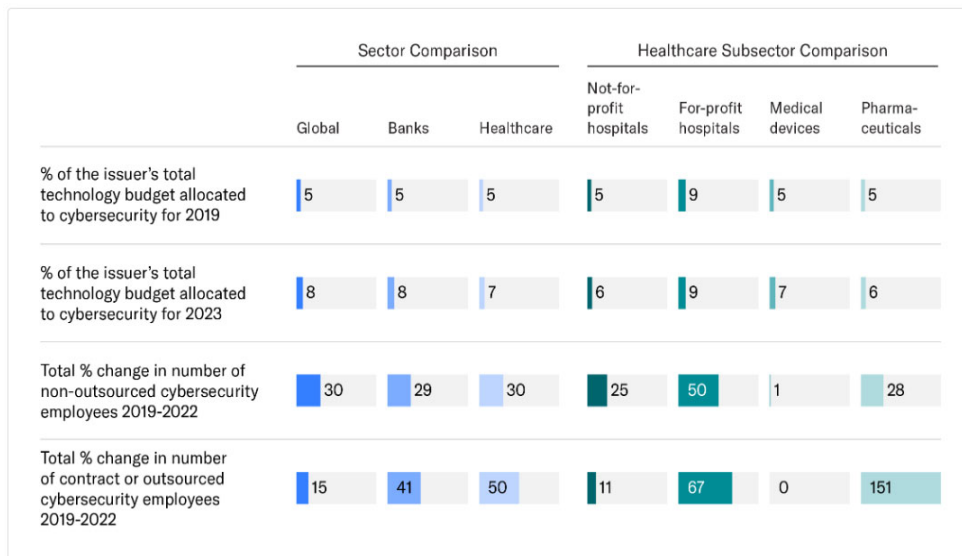 Sector Comparison
Healthcare Subsector Comparison
Global
Banks
Healthcare
Not-for-
profit
hospitals
For-profit
hospitals
Medical
devices
Pharma-
ceuticals
% of the issuer's total
technology budget allocated
to cybersecurity for 2019
5 5 5 5 9 5 5
% of the issuer's total
technology budget allocated
to cybersecurity for 2023
8 8 7 6 9 7 6
Total % change in number of
non-outsourced cybersecurity
employees 2019-2022
30 29 30 25 50 1 28
Total % change in number
of contract or outsourced
cybersecurity employees
2019-2022
15 41 50 11 67 0 151